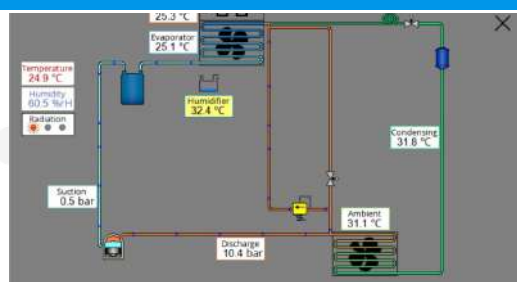 25.3 °C
Evaporator
25.1 °C
Temperature
24.9 °C
Humidity
60.5 %rH
Radiation
Humidifier
32.4 °C
Condensing
31.8 °C
Suction
0.5 bar
Ambient
31.1 °C
Discharge
10.4 bar